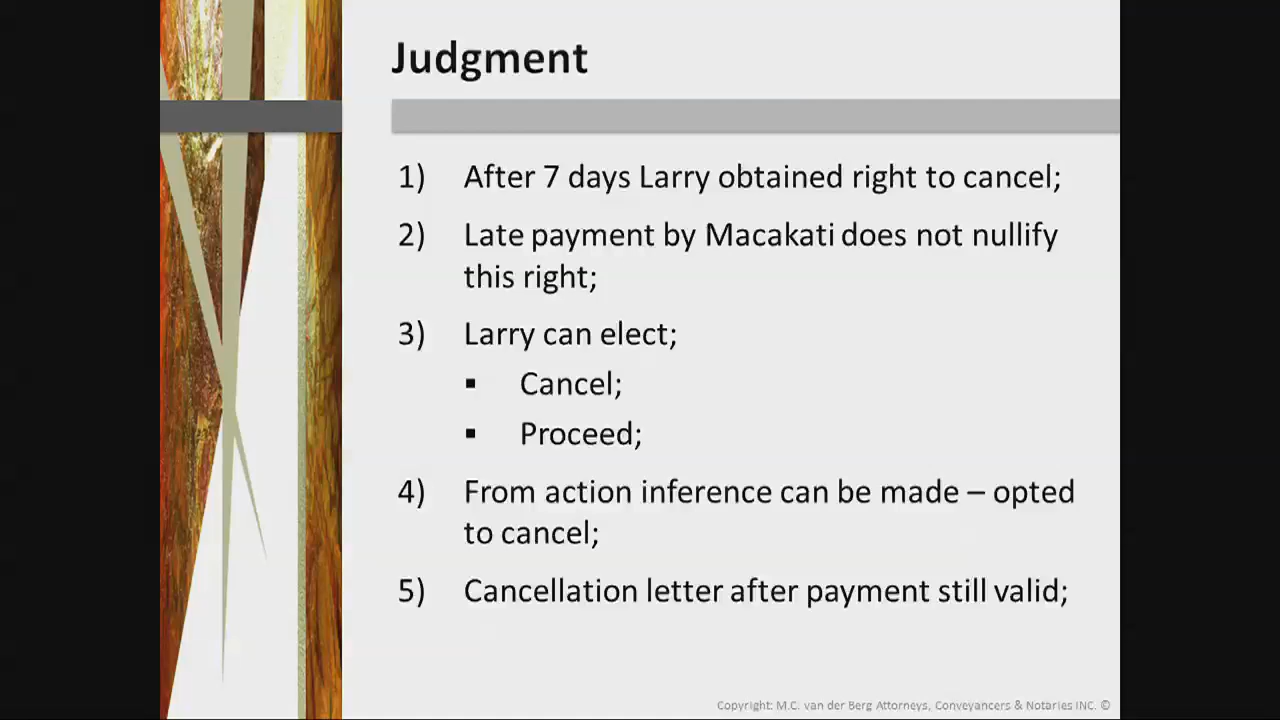 Judgment
1) After 7 days Larry obtained right to cancel;
2) Late payment by Macakati does not nullify
this right;
3) Larry can elect;
▪ Cancel;
▪ Proceed;
4) From action inference can be made – opted
to cancel;
5) Cancellation letter after payment still valid;
Copyright: M.C. van der Berg Attorneys, Conveyancers & Notaries INC. ©